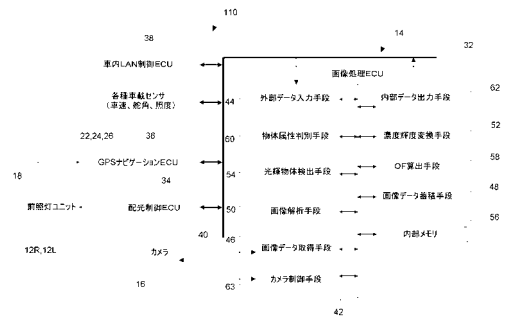 110
38
14
32
車内LAN制御ECU
画像処理ECU
各種車載センサ
(車速、舵角、照度)
44
外部データ入力手段
内部データ出力手段
62
22,24,26
36
60
物体属性判別手段
濃度輝度変換手段
52
GPSナビゲーションECU
18
34
54
光輝物体検出手段
OF算出手段
58
画像データ蓄積手段
48
前照灯ユニット
配光制御ECU
50
画像解析手段
56
40
内部メモリ
12R,12L
カメラ
46
画像データ取得手段
16
63
カメラ制御手段
42